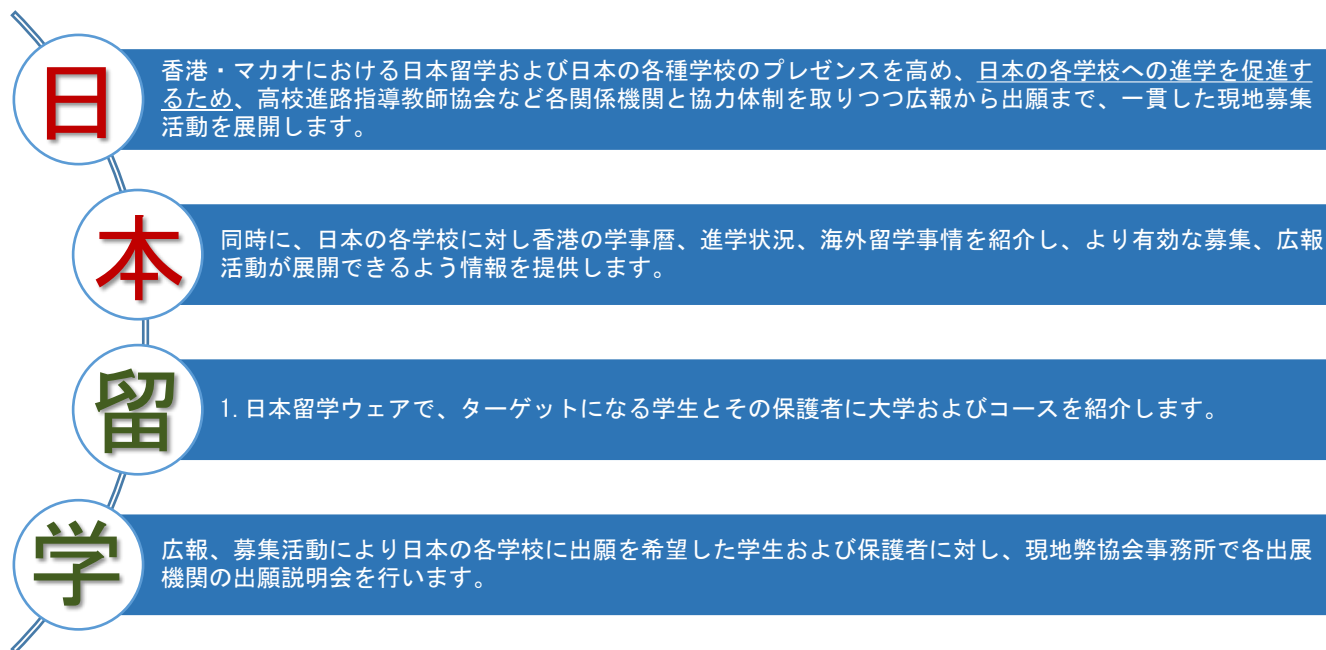 日
香港・マカオにおける日本留学および日本の各種学校のプレゼンスを高め、日本の各学校への進学を促進す
るため、高校進路指導教師協会など各関係機関と協力体制を取りつつ広報から出願まで、一貫した現地募集
活動を展開します。
本
同時に、日本の各学校に対し香港の学事暦、進学状況、海外留学事情を紹介し、より有効な募集、広報
活動が展開できるよう情報を提供します。
留
1. 日本留学ウェアで、ターゲットになる学生とその保護者に大学およびコースを紹介します。
学
広報、募集活動により日本の各学校に出願を希望した学生および保護者に対し、現地弊協会事務所で各出展
機関の出願説明会を行います。